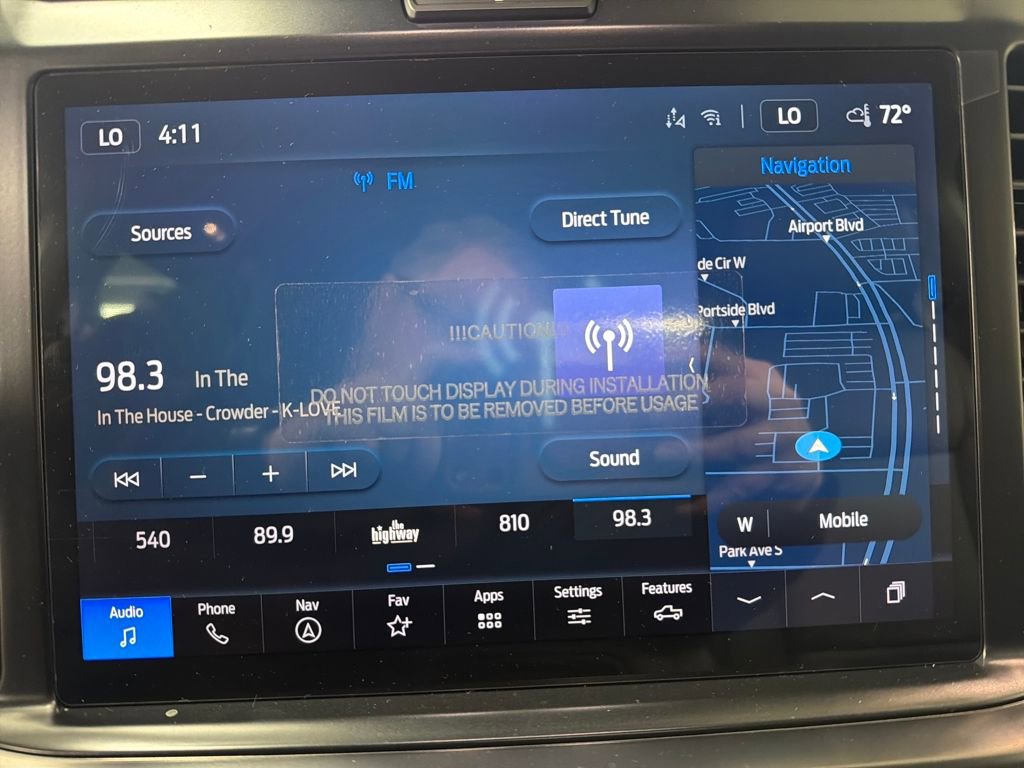 LO 4:11 LO 72°
FM
Navigation
Sources Direct Tune
Airport Blvd
de Cir W
Portside Blvd
!!!CAUTION
98.3 In The
DO NOT TOUCH DISPLAY DURING INSTALLATION
In The House - Crowder - K-LOVE
THIS FILM IS TO BE REMOVED BEFORE USAGE
Sound
W Mobile
540 89.9 the highway 810 98.3
Park Ave S
Audio Phone Nav Fav Apps Settings Features